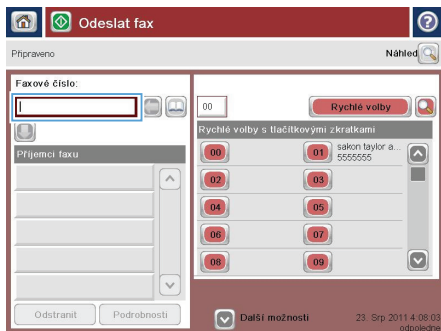 Odeslat fax
Připraveno
Náhled
Faxové číslo:
00
Rychlé volby
Rychlé volby s tlačítkovými zkratkami
Příjemci faxu
00
01 sakon taylor a...
5555555
02
03
04
05
06
07
08
09
Odstranit
Podrobnosti
Další možnosti
23. Srp 2011 4:08:03
odpoledne